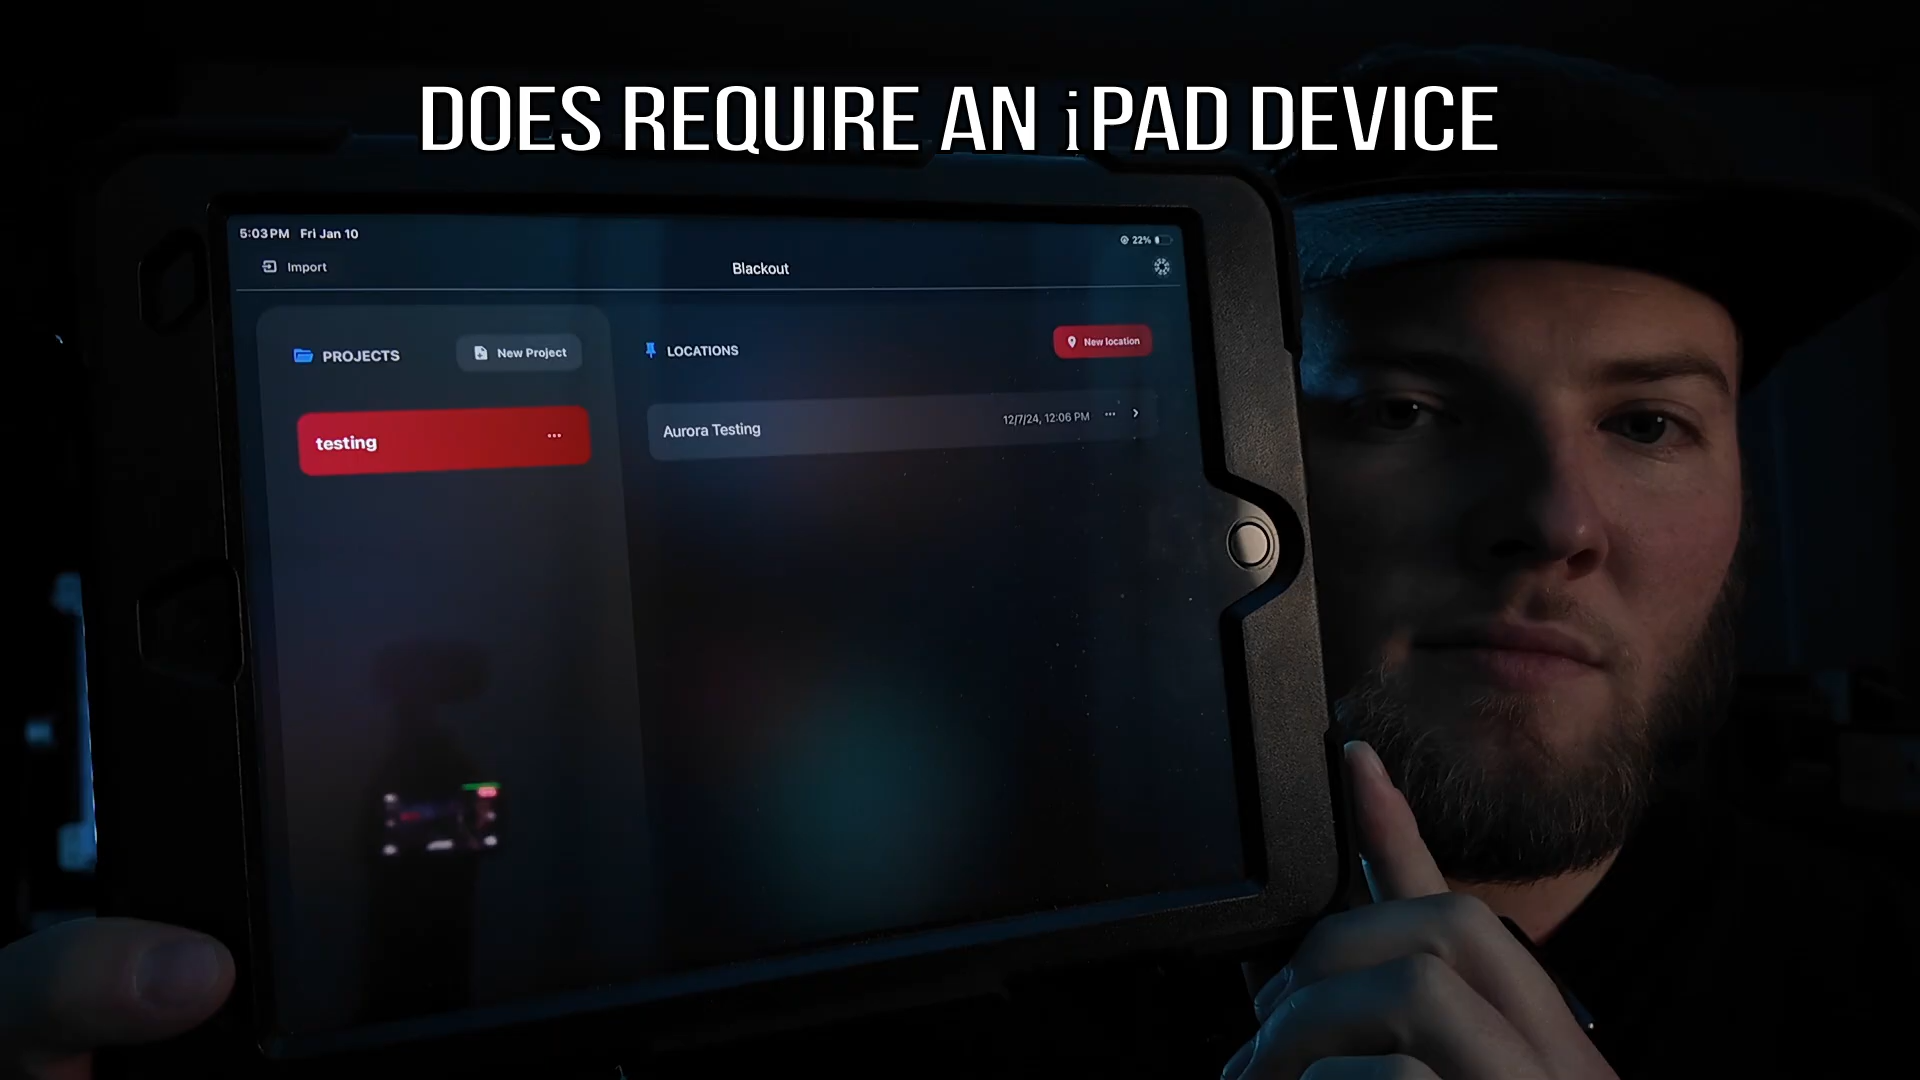 DOES REQUIRE AN iPAD DEVICE
5:03 PM Fri Jan 10
22%
Import
Blackout
PROJECTS
New Project
LOCATIONS
New location
testing
Aurora Testing
12/7/24, 12:06 PM